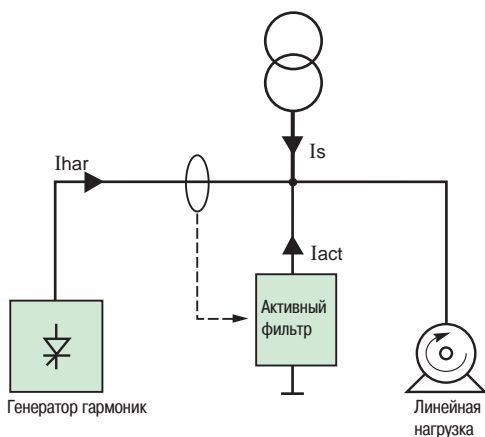 Is
Ihar
Iact
Активный
фильтр
Генератор гармоник
Линейная
нагрузка